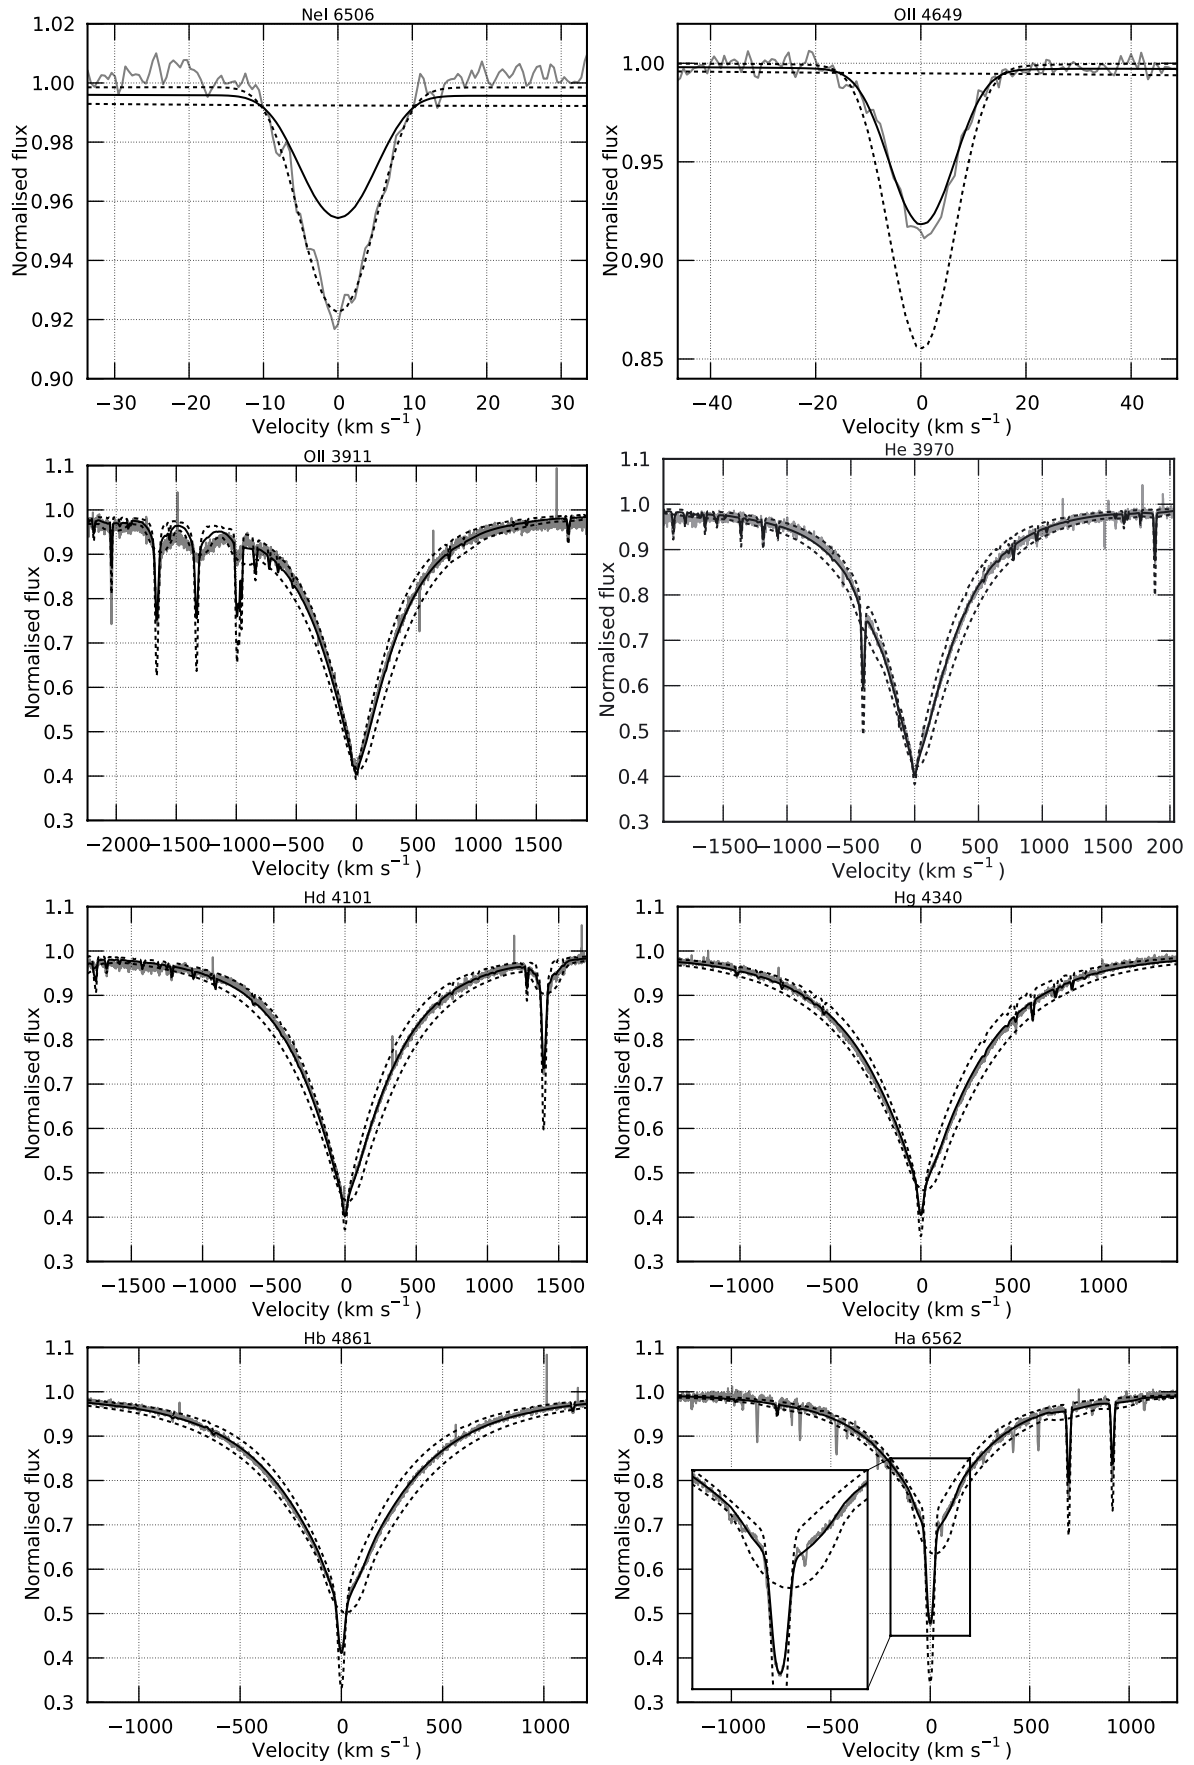 NeI 6506
1.02
1.00
0.98
0.96
0.94
0.92
0.90
Normalised flux
−30 −20 −10 0 10 20 30
Velocity (km s−1 )
OII 4649
1.00
0.95
0.90
0.85
Normalised flux
−40 −20 0 20 40
Velocity (km s−1 )
OII 3911
1.1
1.0
0.9
0.8
0.7
0.6
0.5
0.4
0.3
Normalised flux
−2000−1500−1000−500 0 500 1000 1500
Velocity (km s−1 )
He 3970
1.1
1.0
0.9
0.8
0.7
0.6
0.5
0.4
0.3
Normalised flux
−1500−1000−500 0 500 1000 1500 200
Velocity (km s−1 )
Hd 4101
1.1
1.0
0.9
0.8
0.7
0.6
0.5
0.4
0.3
Normalised flux
−1500−1000 −500 0 500 1000 1500
Velocity (km s−1 )
Hg 4340
1.1
1.0
0.9
0.8
0.7
0.6
0.5
0.4
0.3
Normalised flux
−1000 −500 0 500 1000
Velocity (km s−1 )
Hb 4861
1.1
1.0
0.9
0.8
0.7
0.6
0.5
0.4
0.3
Normalised flux
−1000 −500 0 500 1000
Velocity (km s−1 )
Ha 6562
1.1
1.0
0.9
0.8
0.7
0.6
0.5
0.4
0.3
Normalised flux
−1000 −500 0 500 1000
Velocity (km s−1 )